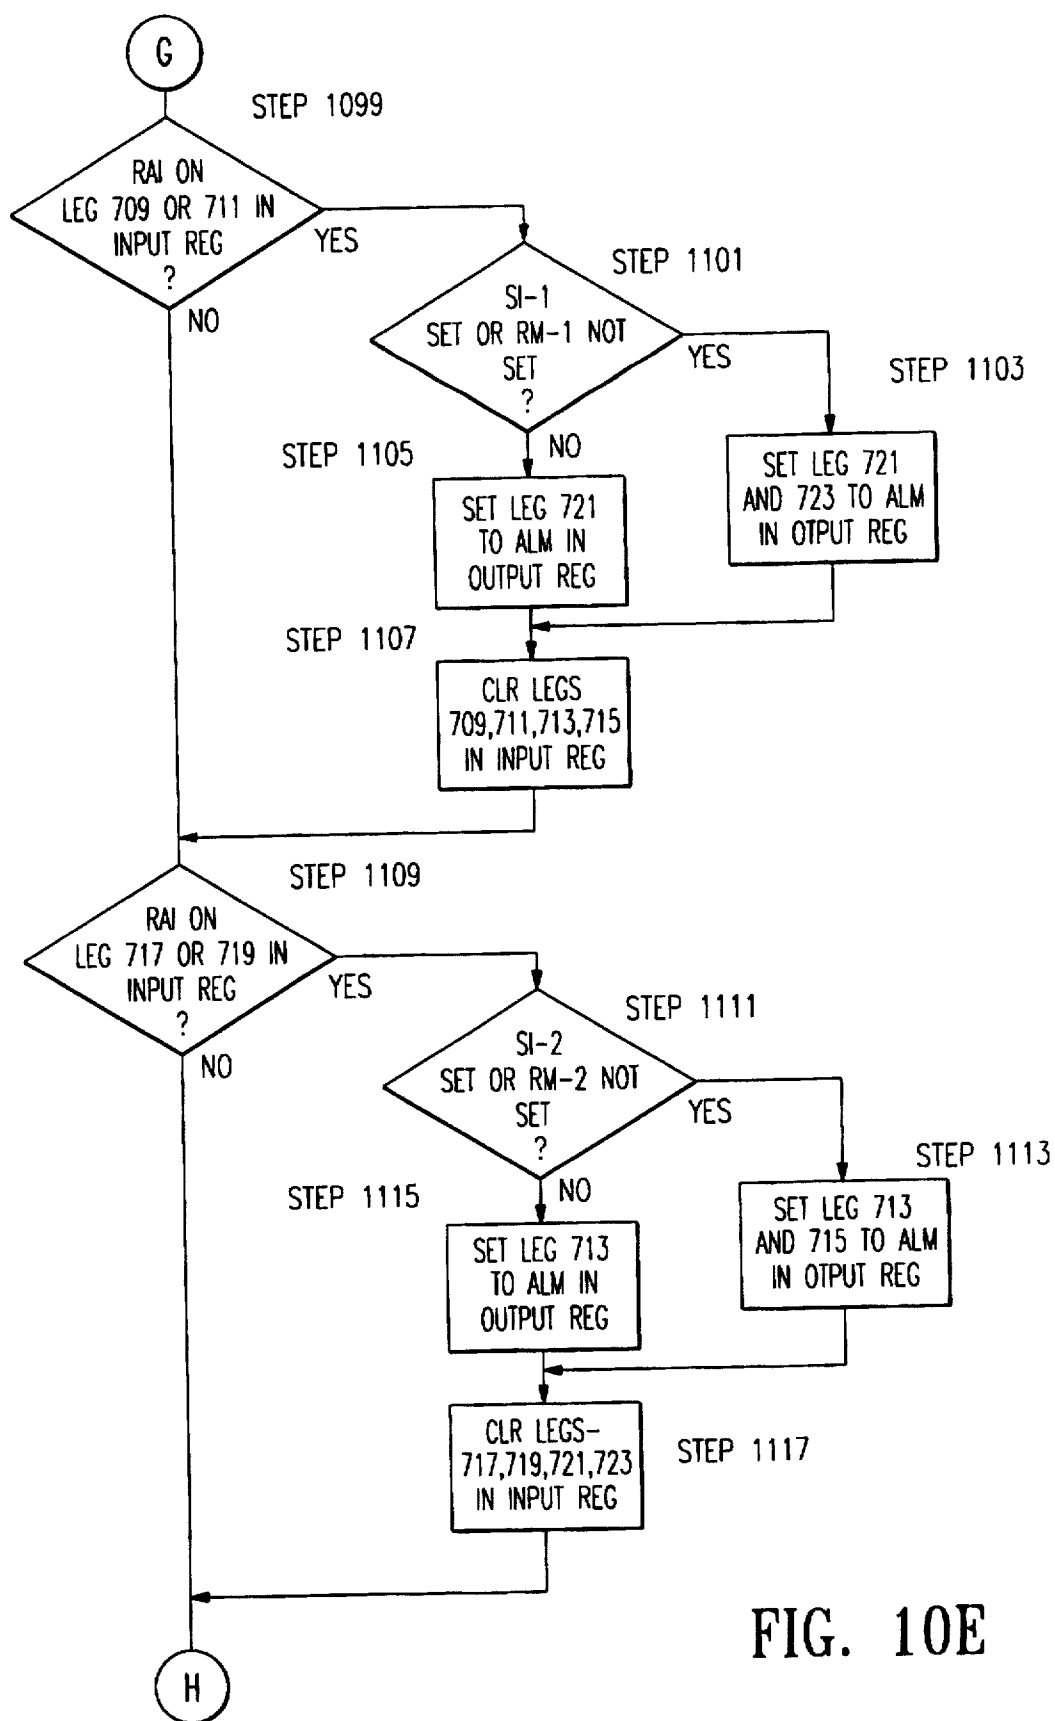 G
STEP 1099
RAI ON
LEG 709 OR 711 IN
INPUT REG
?
YES
NO
STEP 1101
SI-1
SET OR RM-1 NOT
SET
?
YES
NO
STEP 1103
SET LEG 721
AND 723 TO ALM
IN OTPUT REG
STEP 1105
SET LEG 721
TO ALM IN
OUTPUT REG
STEP 1107
CLR LEGS
709,711,713,715
IN INPUT REG
STEP 1109
RAI ON
LEG 717 OR 719 IN
INPUT REG
?
YES
NO
STEP 1111
SI-2
SET OR RM-2 NOT
SET
?
YES
NO
STEP 1113
SET LEG 713
AND 715 TO ALM
IN OTPUT REG
STEP 1115
SET LEG 713
TO ALM IN
OUTPUT REG
CLR LEGS-
717,719,721,723
IN INPUT REG
STEP 1117
H
FIG. 10E